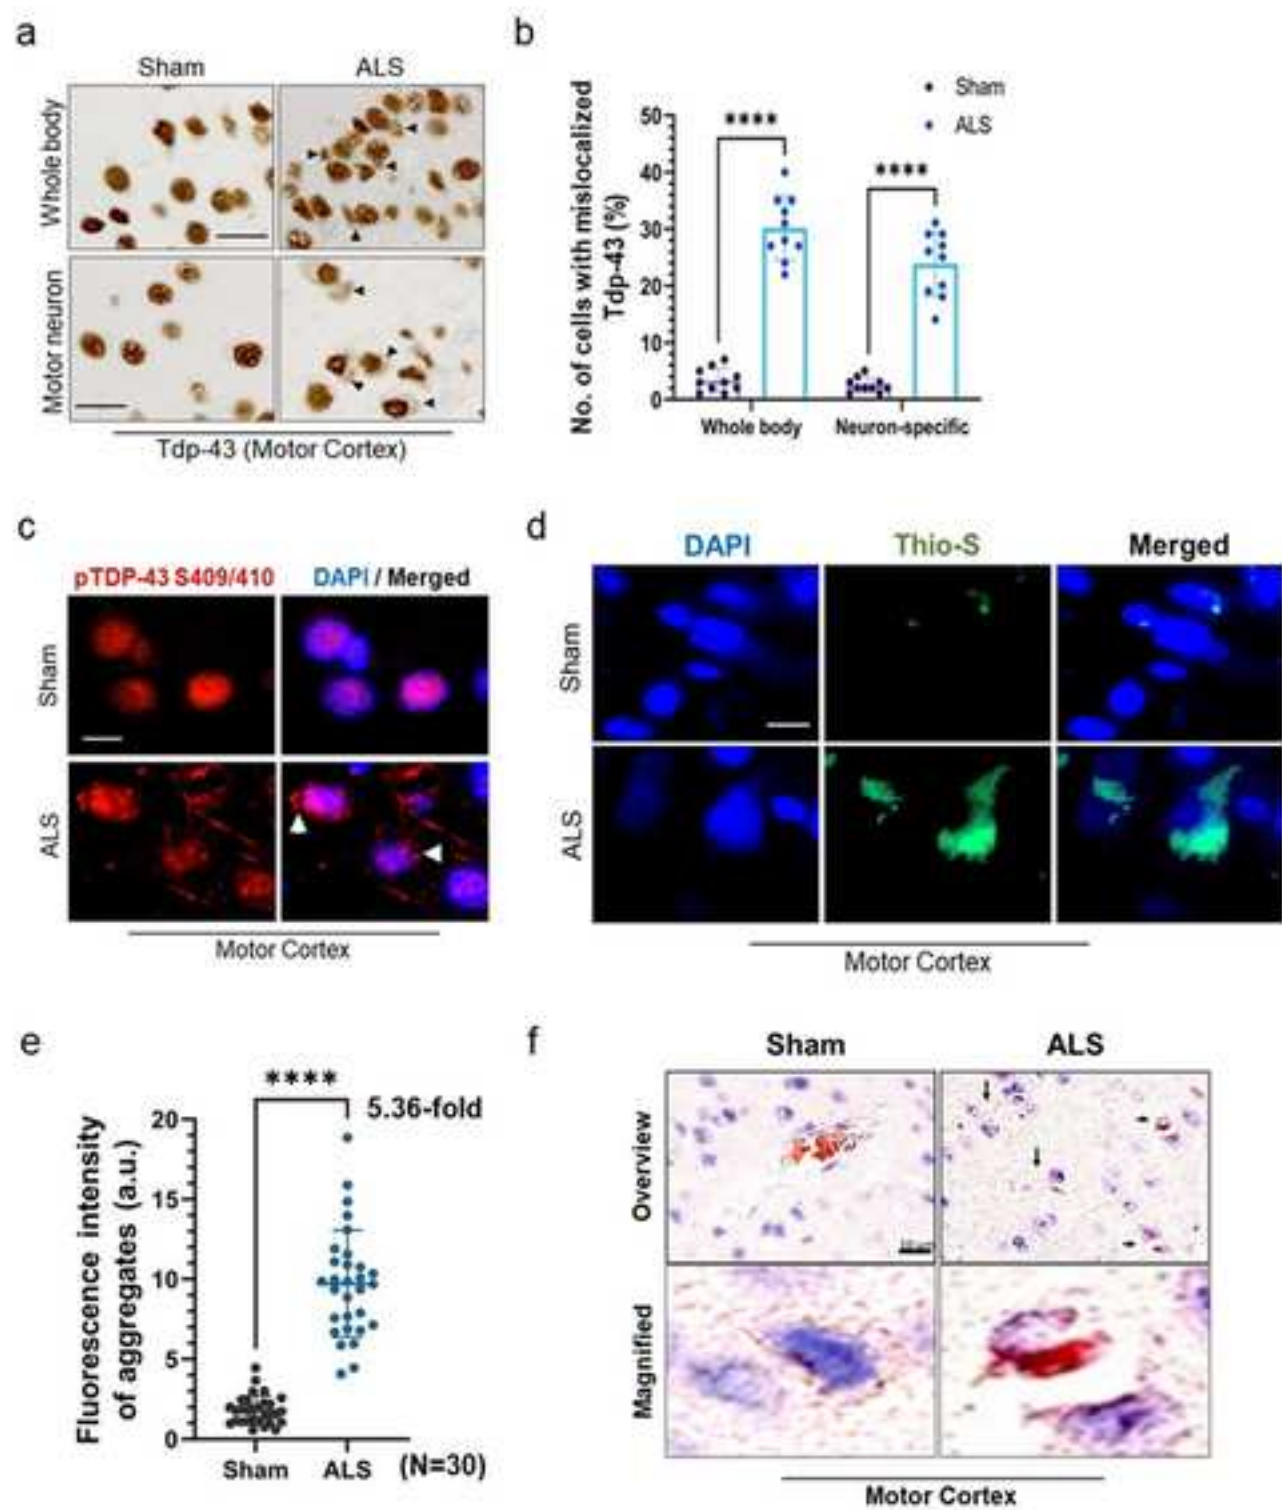 a
Sham ALS
Whole body
Motor neuron
Tdp-43 (Motor Cortex)
b
Sham
ALS
No. of cells with mislocalized
Tdp-43 (%)
50
40
30
20
10
0
****
****
Whole body Neuron-specific
c
pTDP-43 S409/410 DAPI / Merged
Sham
ALS
Motor Cortex
d
DAPI Thio-S Merged
Sham
ALS
Motor Cortex
e
****
5.36-fold
Fluorescence intensity
of aggregates (a.u.)
20
15
10
5
0
Sham ALS (N=30)
f
Sham ALS
Overview
Magnified
Motor Cortex